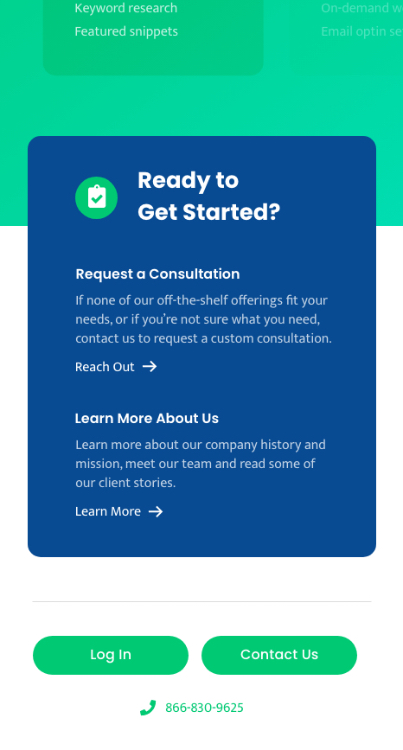 Keyword research
On-demand w
Featured snippets
Email optin se
Ready to
Get Started?
Request a Consultation
If none of our off-the-shelf offerings fit your
needs, or if you're not sure what you need,
contact us to request a custom consultation.
Reach Out
Learn More About Us
Learn more about our company history and
mission, meet our team and read some of
our client stories.
Learn More
Log In
Contact Us
866-830-9625